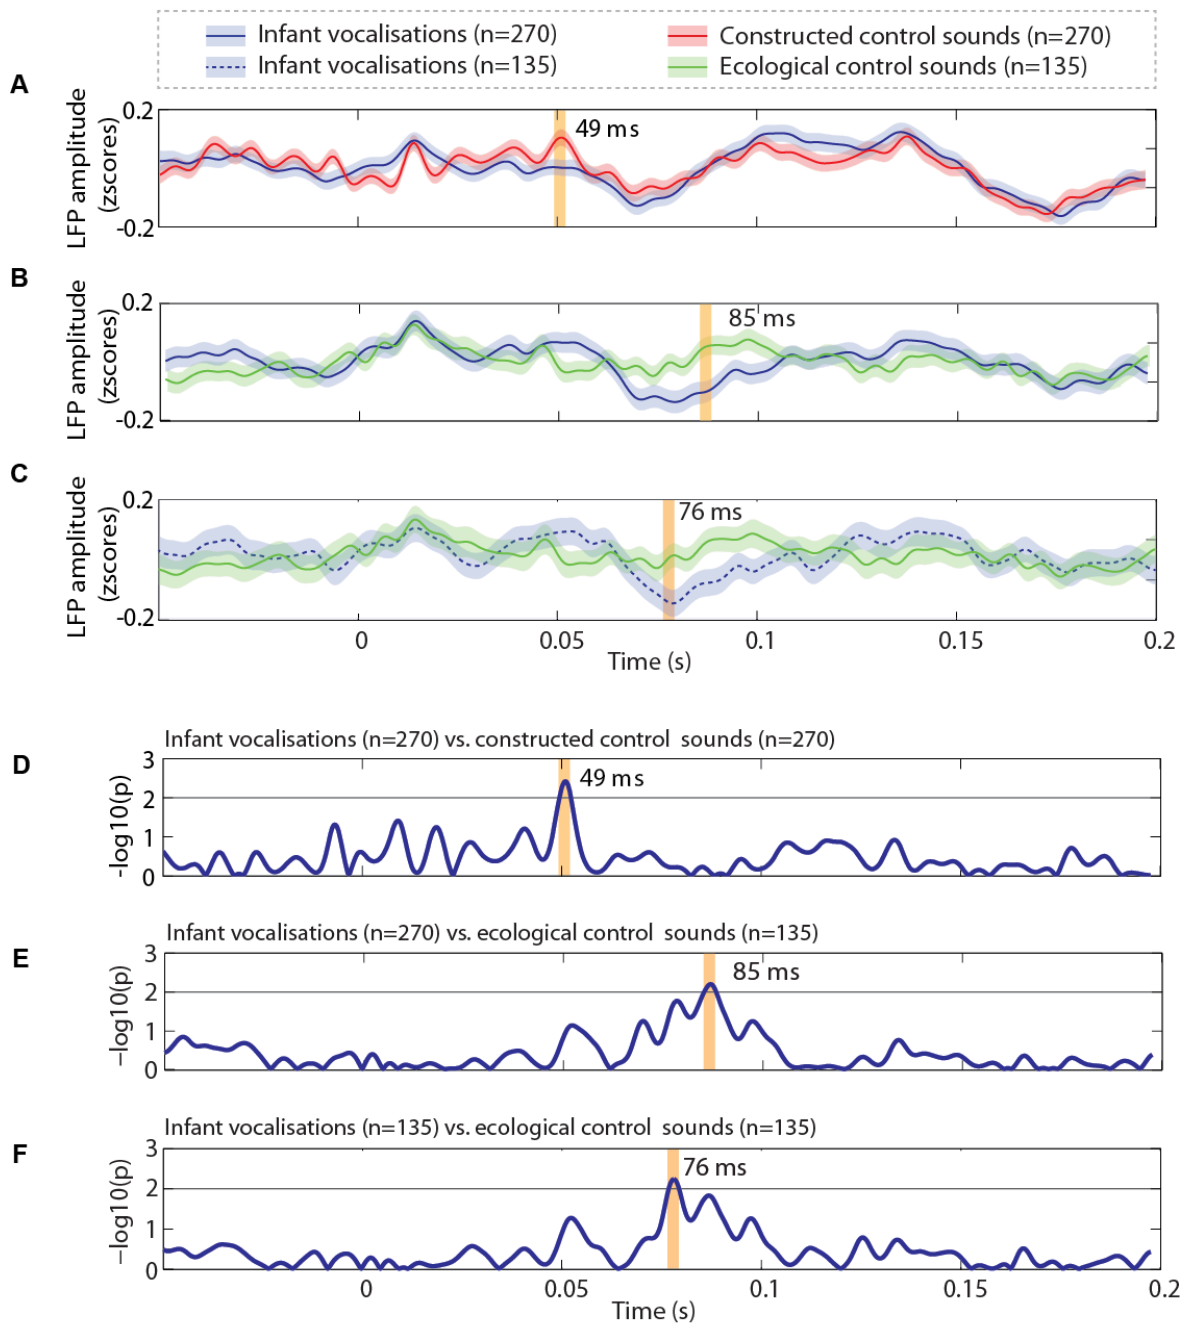 Infant vocalisations (n=270)
Constructed control sounds (n=270)
Infant vocalisations (n=135)
Ecological control sounds (n=135)
A
LFP amplitude
(zscores)
0.2
-0.2
49 ms
B
LFP amplitude
(zscores)
0.2
-0.2
85 ms
C
LFP amplitude
(zscores)
0.2
-0.2
76 ms
0 0.05 0.1 0.15 0.2
Time (s)
Infant vocalisations (n=270) vs. constructed control sounds (n=270)
D
-log10(p)
3
2
1
0
49 ms
Infant vocalisations (n=270) vs. ecological control sounds (n=135)
E
−log10(p)
3
2
1
0
85 ms
Infant vocalisations (n=135) vs. ecological control sounds (n=135)
F
−log10(p)
3
2
1
0
76 ms
0 0.05 0.1 0.15 0.2
Time (s)